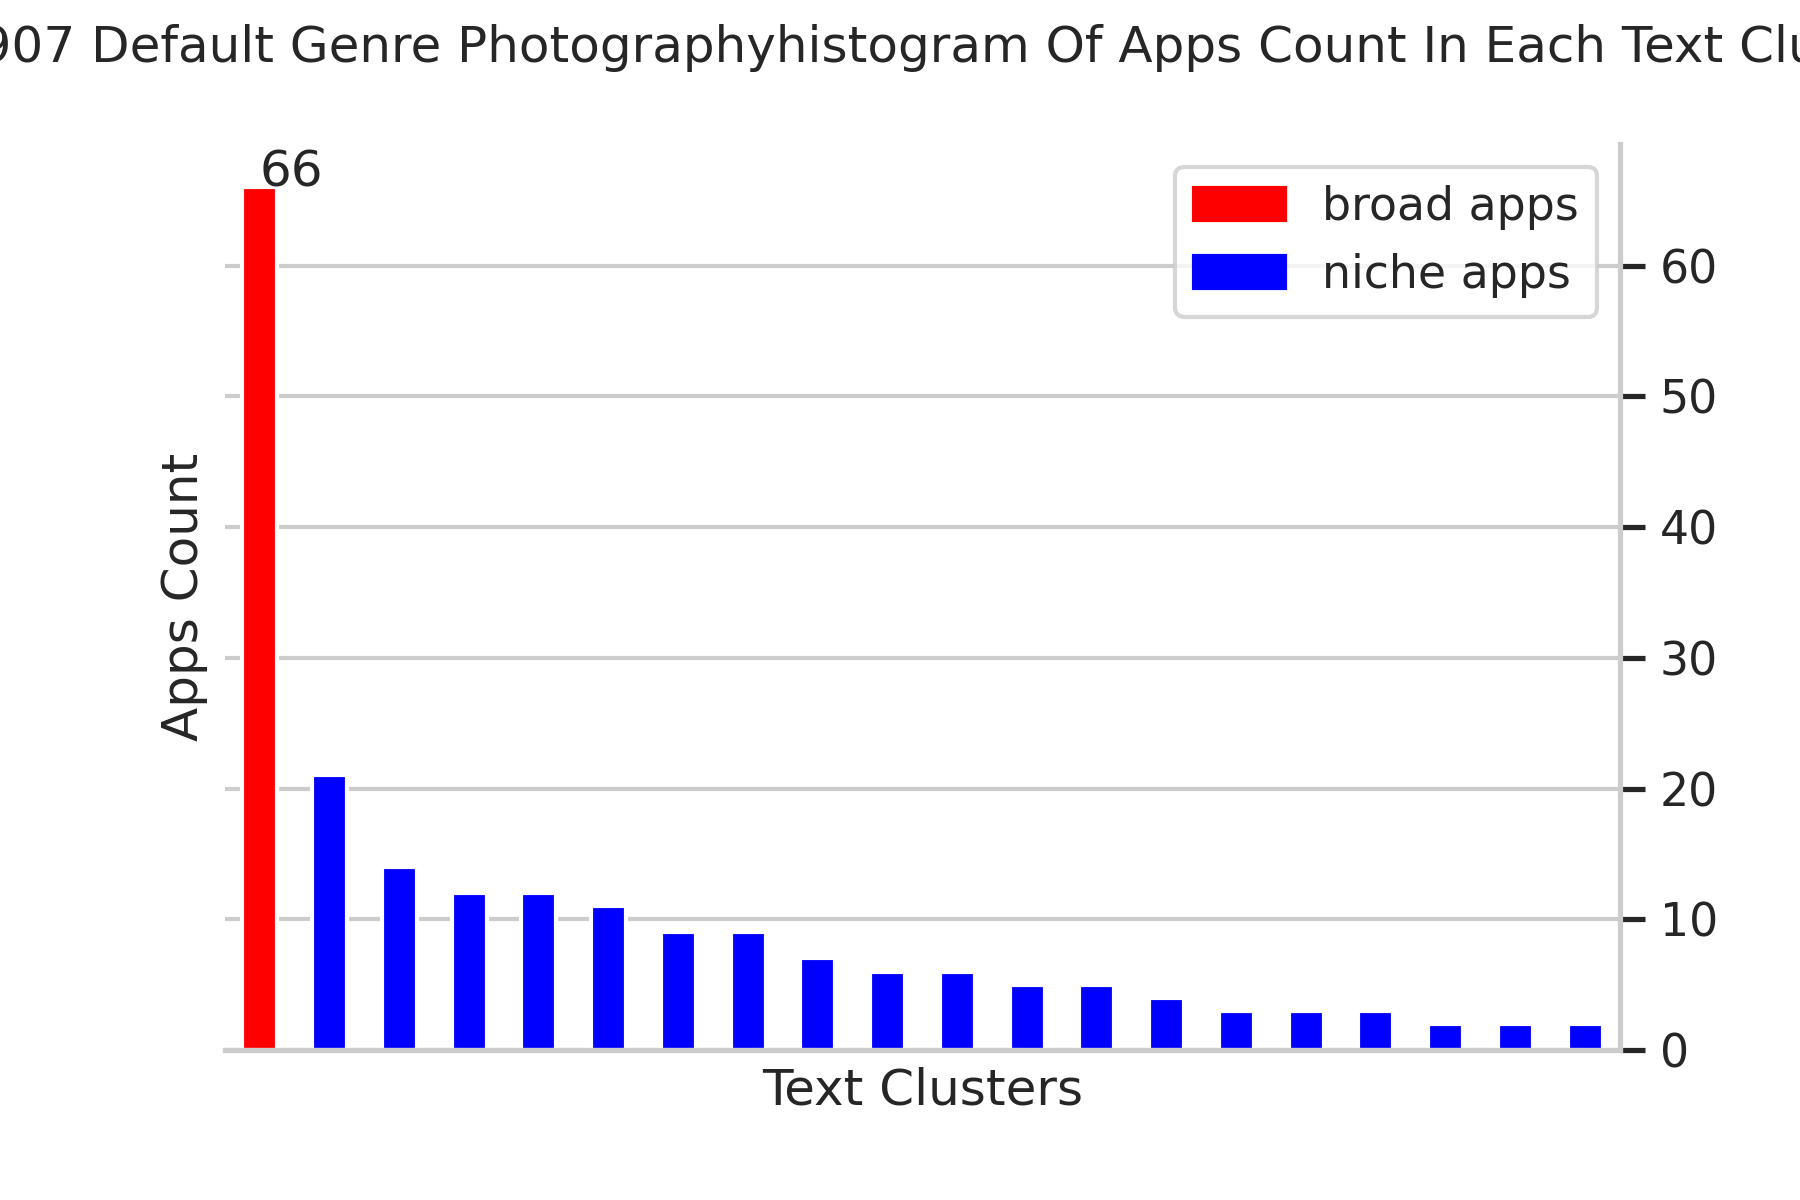 907 Default Genre Photographyhistogram Of Apps Count In Each Text Clu
66
broad apps
niche apps
60
50
40
30
20
10
0
Apps Count
Text Clusters